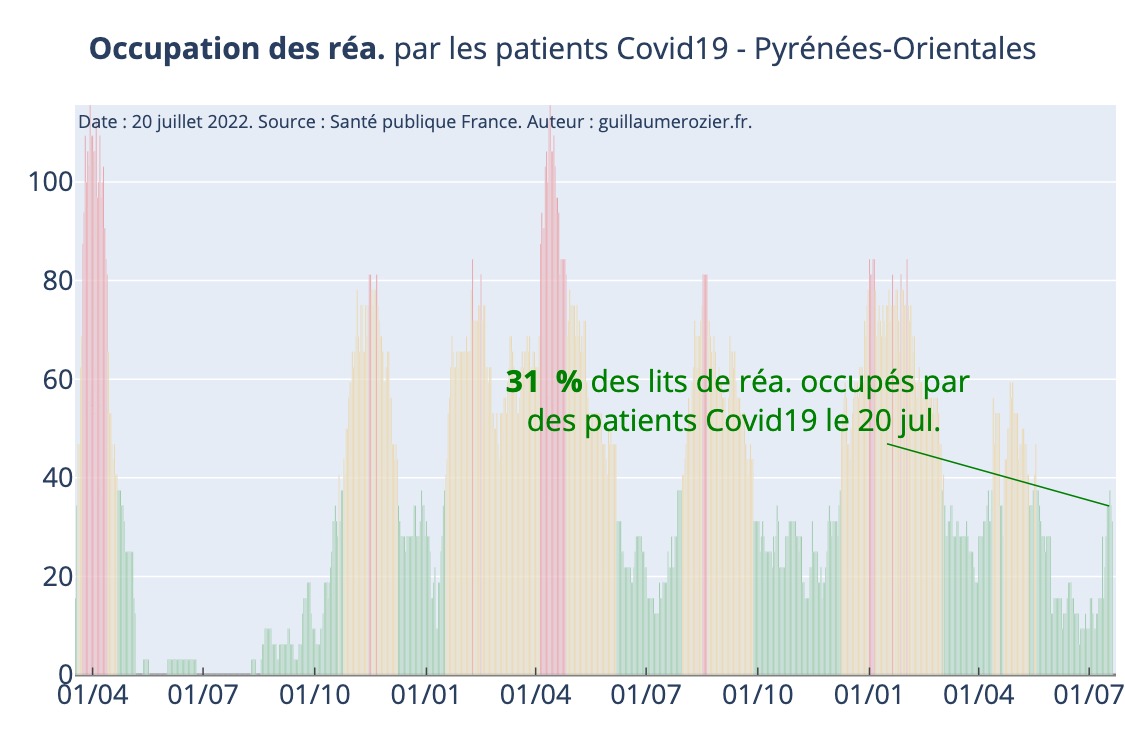 Occupation des réa. par les patients Covid19 - Pyrénées-Orientales
Date : 20 juillet 2022. Source : Santé publique France. Auteur : guillaumerozier.fr.
100
80
60
31 % des lits de réa. occupés par
des patients Covid19 le 20 jul.
40
20
0
01/04 01/07 01/10 01/01 01/04 01/07 01/10 01/01 01/04 01/07